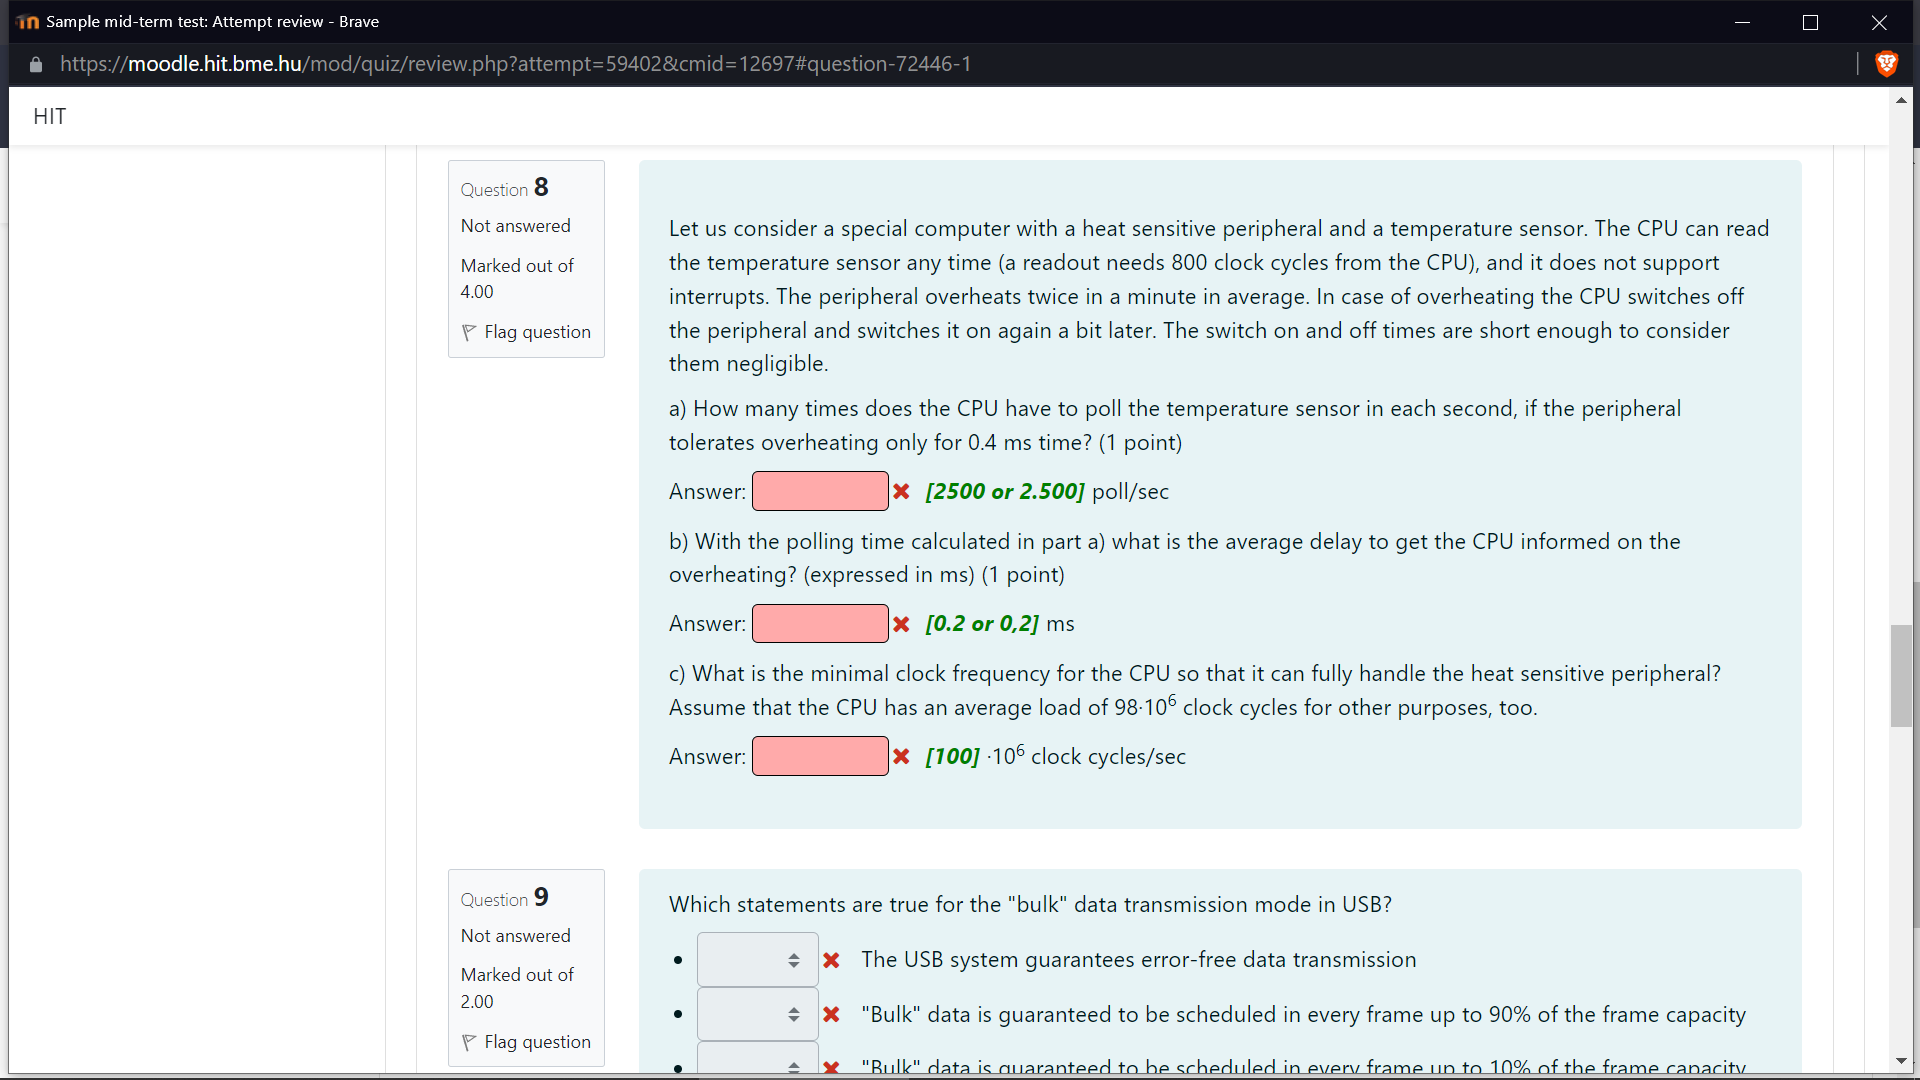 Sample mid-term test: Attempt review - Brave
https://moodle.hit.bme.hu/mod/quiz/review.php?attempt=59402&cmid=12697#question-72446-1
HIT
Question 8
Not answered
Marked out of
4.00
Flag question
Let us consider a special computer with a heat sensitive peripheral and a temperature sensor. The CPU can read
the temperature sensor any time (a readout needs 800 clock cycles from the CPU), and it does not support
interrupts. The peripheral overheats twice in a minute in average. In case of overheating the CPU switches off
the peripheral and switches it on again a bit later. The switch on and off times are short enough to consider
them negligible.
a) How many times does the CPU have to poll the temperature sensor in each second, if the peripheral
tolerates overheating only for 0.4 ms time? (1 point)
Answer: [2500 or 2.500] poll/sec
b) With the polling time calculated in part a) what is the average delay to get the CPU informed on the
overheating? (expressed in ms) (1 point)
Answer: [0.2 or 0,2] ms
c) What is the minimal clock frequency for the CPU so that it can fully handle the heat sensitive peripheral?
Assume that the CPU has an average load of 98·10⁶ clock cycles for other purposes, too.
Answer: [100] ·10⁶ clock cycles/sec
Question 9
Not answered
Marked out of
2.00
Flag question
Which statements are true for the "bulk" data transmission mode in USB?
The USB system guarantees error-free data transmission
"Bulk" data is guaranteed to be scheduled in every frame up to 90% of the frame capacity
"Bulk" data is guaranteed to be scheduled in every frame up to 10% of the frame capacity